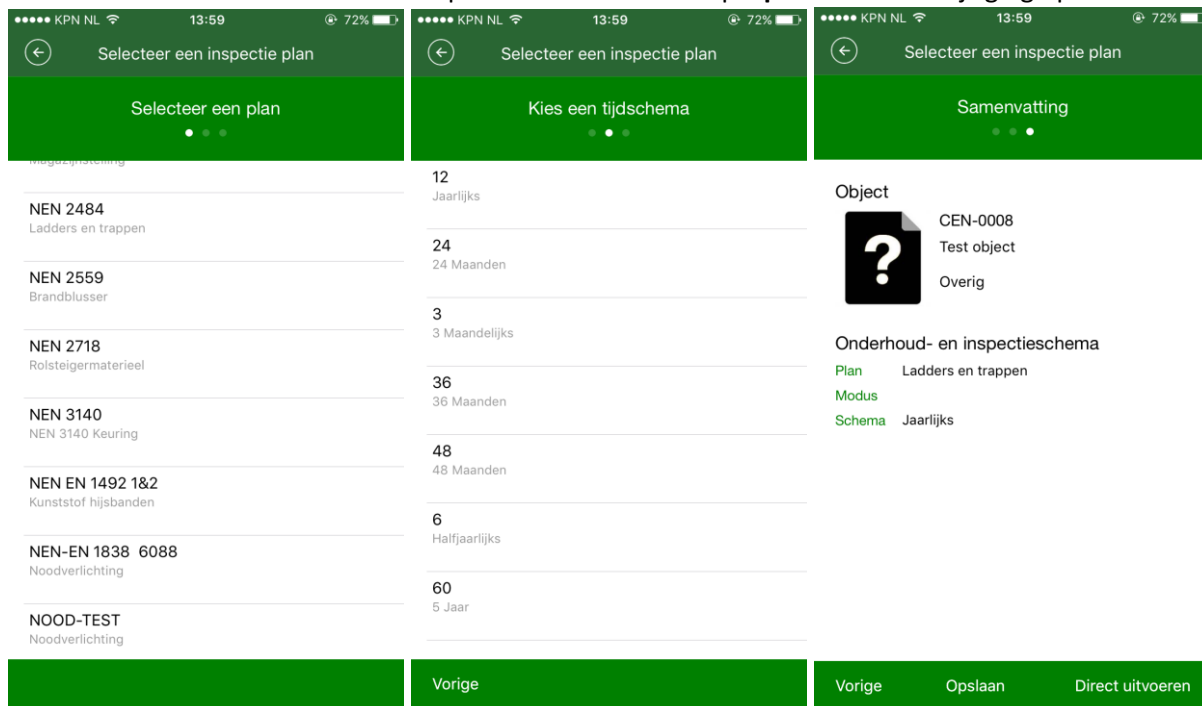 KPN NL 13:59 72%
Selecteer een inspectie plan
Selecteer een plan
Magazijnstelling
NEN 2484
Ladders en trappen
NEN 2559
Brandblusser
NEN 2718
Rolsteigermaterieel
NEN 3140
NEN 3140 Keuring
NEN EN 1492 1&2
Kunststof hijsbanden
NEN-EN 1838 6088
Noodverlichting
NOOD-TEST
Noodverlichting
KPN NL 13:59 72%
Selecteer een inspectie plan
Kies een tijdschema
12
Jaarlijks
24
24 Maanden
3
3 Maandelijks
36
36 Maanden
48
48 Maanden
6
Halfjaarlijks
60
5 Jaar
Vorige
KPN NL 13:59 72%
Selecteer een inspectie plan
Samenvatting
Object
CEN-0008
Test object
Overig
Onderhoud- en inspectieschema
Plan Ladders en trappen
Modus
Schema Jaarlijks
Vorige Opslaan Direct uitvoeren